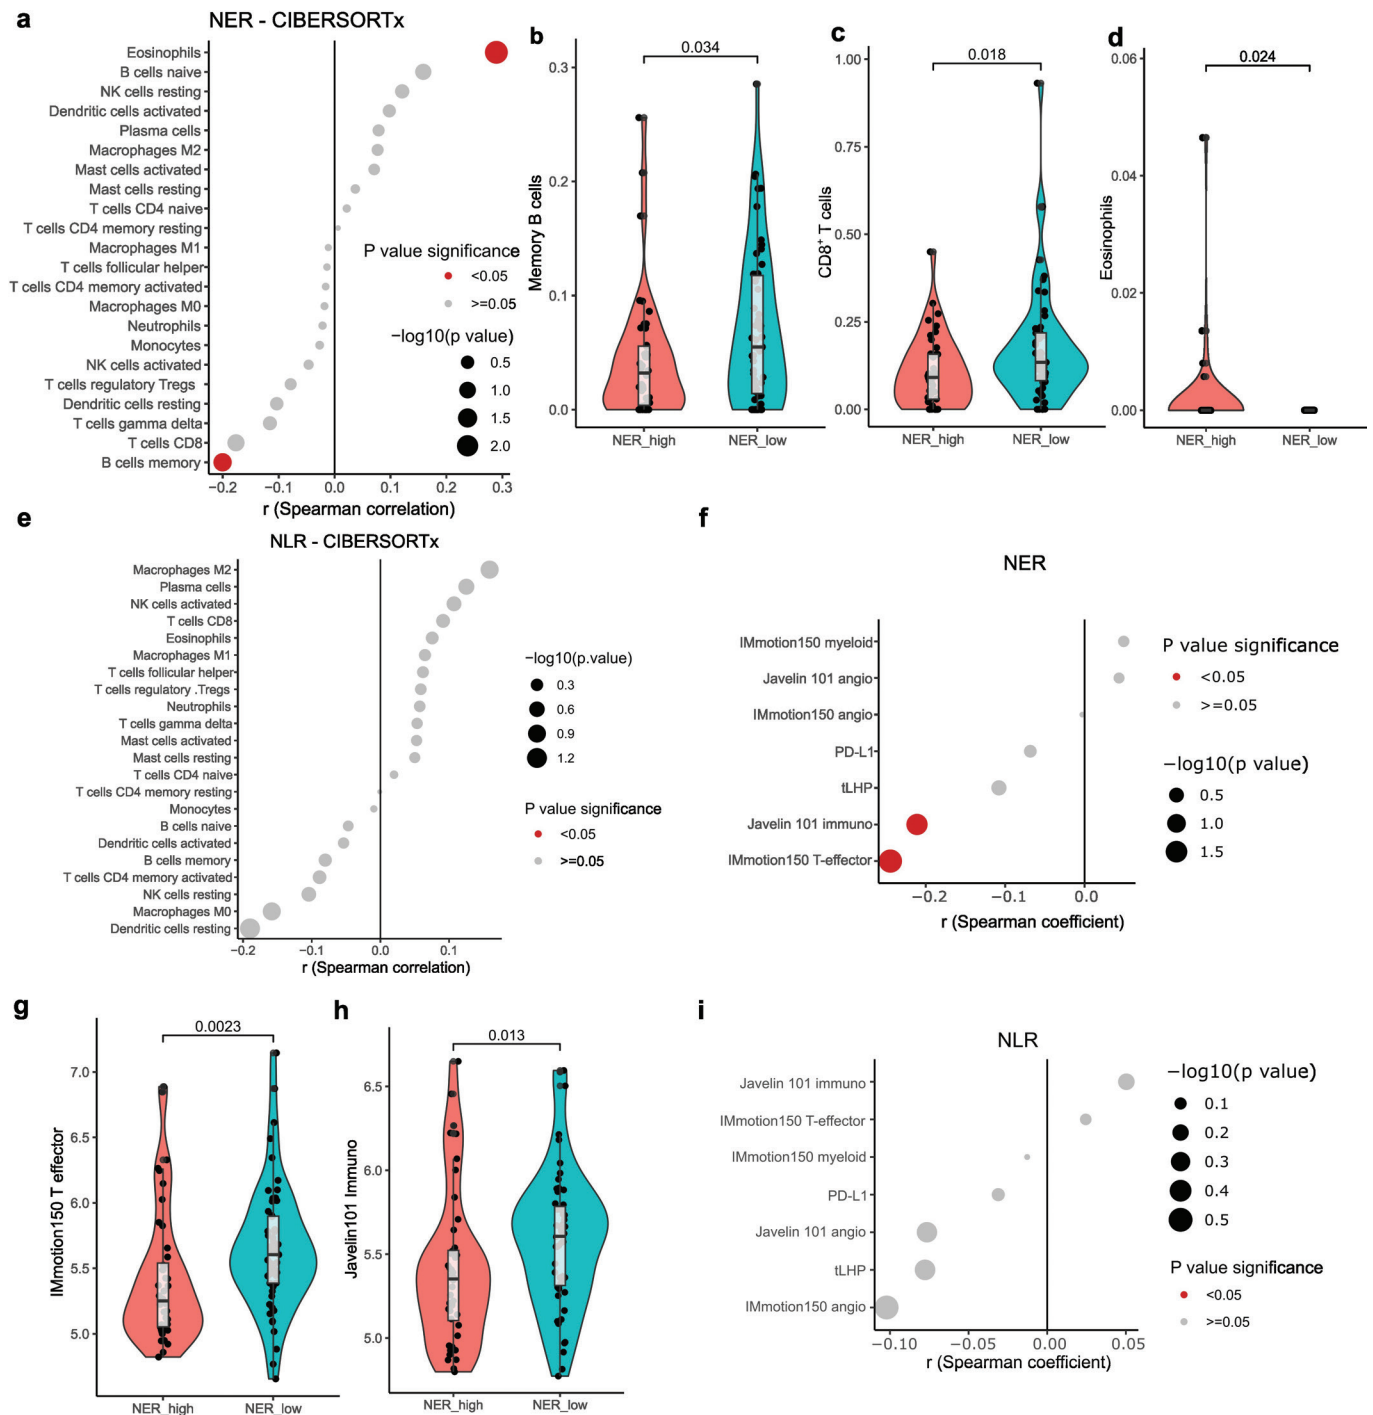 a
NER - CIBERSORTx
Eosinophils
B cells naive
NK cells resting
Dendritic cells activated
Plasma cells
Macrophages M2
Mast cells activated
Mast cells resting
T cells CD4 naive
T cells CD4 memory resting
Macrophages M1
T cells follicular helper
T cells CD4 memory activated
Macrophages M0
Neutrophils
Monocytes
NK cells activated
T cells regulatory Tregs
Dendritic cells resting
T cells gamma delta
T cells CD8
B cells memory
−0.2 −0.1 0.0 0.1 0.2 0.3
r (Spearman correlation)
P value significance
<0.05
>=0.05
−log10(p value)
0.5
1.0
1.5
2.0
b
0.034
0.3
0.2
0.1
0.0
Memory B cells
NER_high NER_low
c
0.018
1.00
0.75
0.50
0.25
0.00
CD8⁺ T cells
NER_high NER_low
d
0.024
0.06
0.04
0.02
0.00
Eosinophils
NER_high NER_low
e
NLR - CIBERSORTx
Macrophages M2
Plasma cells
NK cells activated
T cells CD8
Eosinophils
Macrophages M1
T cells follicular helper
T cells regulatory .Tregs
Neutrophils
T cells gamma delta
Mast cells activated
Mast cells resting
T cells CD4 naive
T cells CD4 memory resting
Monocytes
B cells naive
Dendritic cells activated
B cells memory
T cells CD4 memory activated
NK cells resting
Macrophages M0
Dendritic cells resting
−0.2 −0.1 0.0 0.1
r (Spearman correlation)
−log10(p.value)
0.3
0.6
0.9
1.2
P value significance
<0.05
>=0.05
f
NER
IMmotion150 myeloid
Javelin 101 angio
IMmotion150 angio
PD-L1
tLHP
Javelin 101 immuno
IMmotion150 T-effector
−0.2 −0.1 0.0
r (Spearman coefficient)
P value significance
<0.05
>=0.05
−log10(p value)
0.5
1.0
1.5
g
0.0023
7.0
6.5
6.0
5.5
5.0
IMmotion150 T effector
NER_high NER_low
h
0.013
6.5
6.0
5.5
5.0
Javelin101 Immuno
NER_high NER_low
i
NLR
Javelin 101 immuno
IMmotion150 T-effector
IMmotion150 myeloid
PD-L1
Javelin 101 angio
tLHP
IMmotion150 angio
−0.10 −0.05 0.00 0.05
r (Spearman coefficient)
−log10(p value)
0.1
0.2
0.3
0.4
0.5
P value significance
<0.05
>=0.05